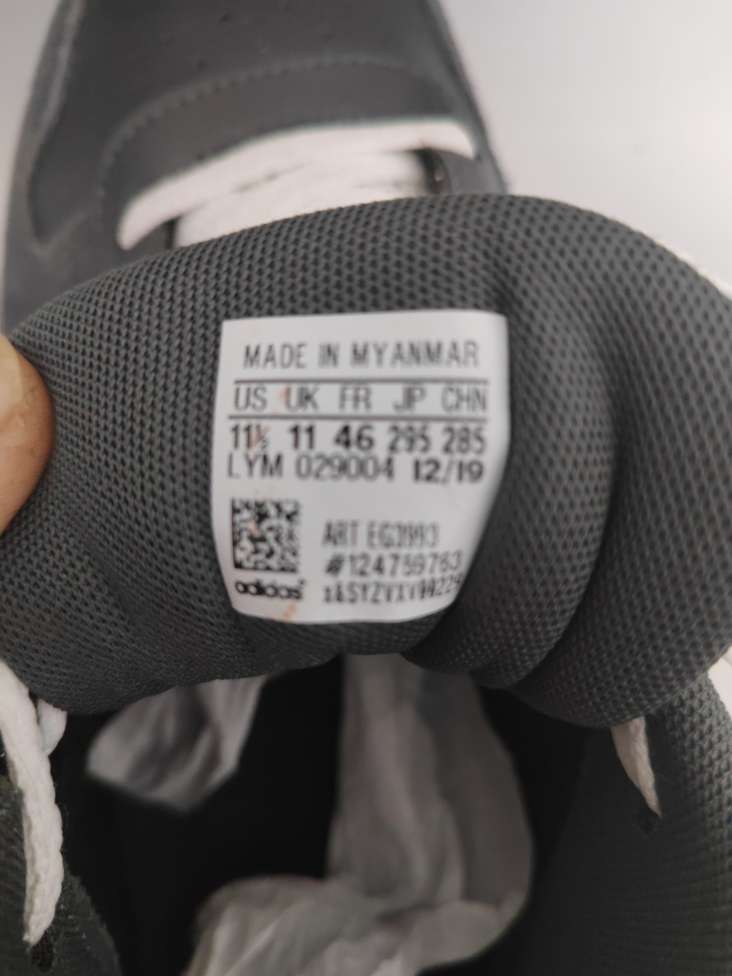 MADE IN MYANMAR
US UK FR JP CHN
11½ 11 46 295 285
LYM 029004 12/19
ART EG3993
#124759763
adidas